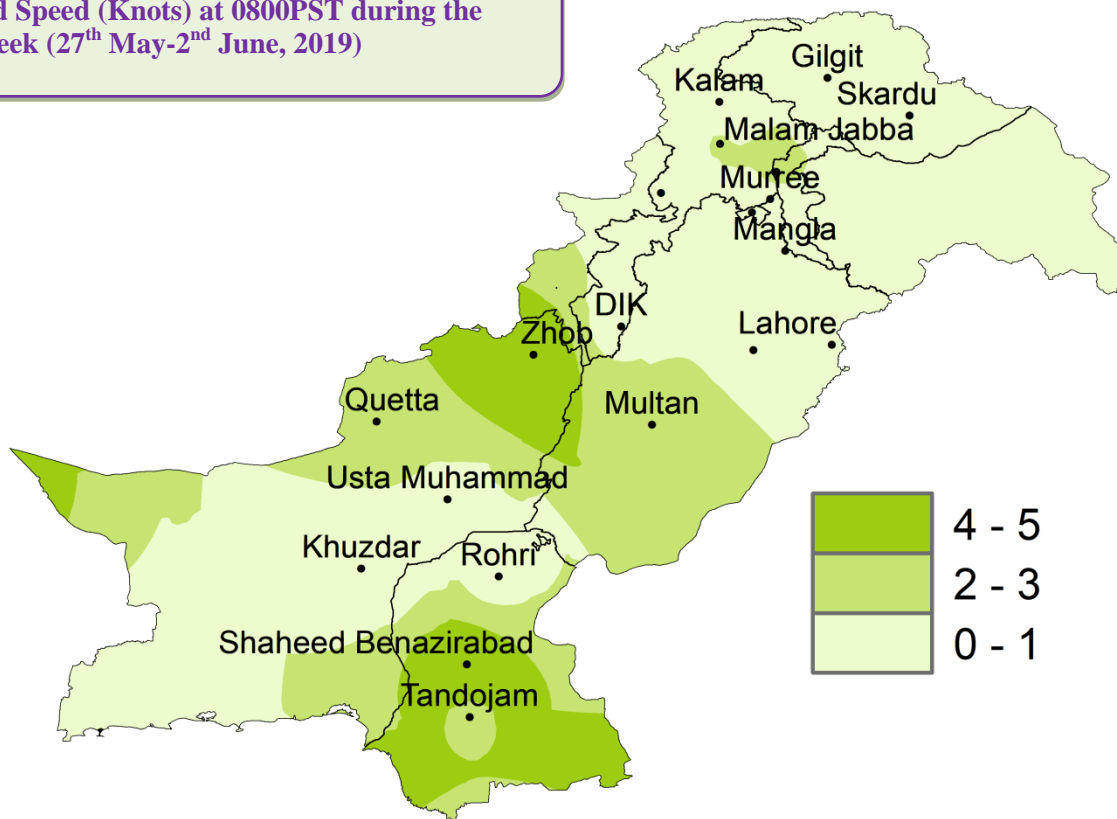 d Speed (Knots) at 0800PST during the
eek (27th May-2nd June, 2019)
Gilgit
Kalam
Skardu
Malam Jabba
Murree
Mangla
DIK
Zhob
Lahore
Quetta
Multan
Usta Muhammad
Khuzdar
Rohri
Shaheed Benazirabad
Tandojam
4 - 5
2 - 3
0 - 1